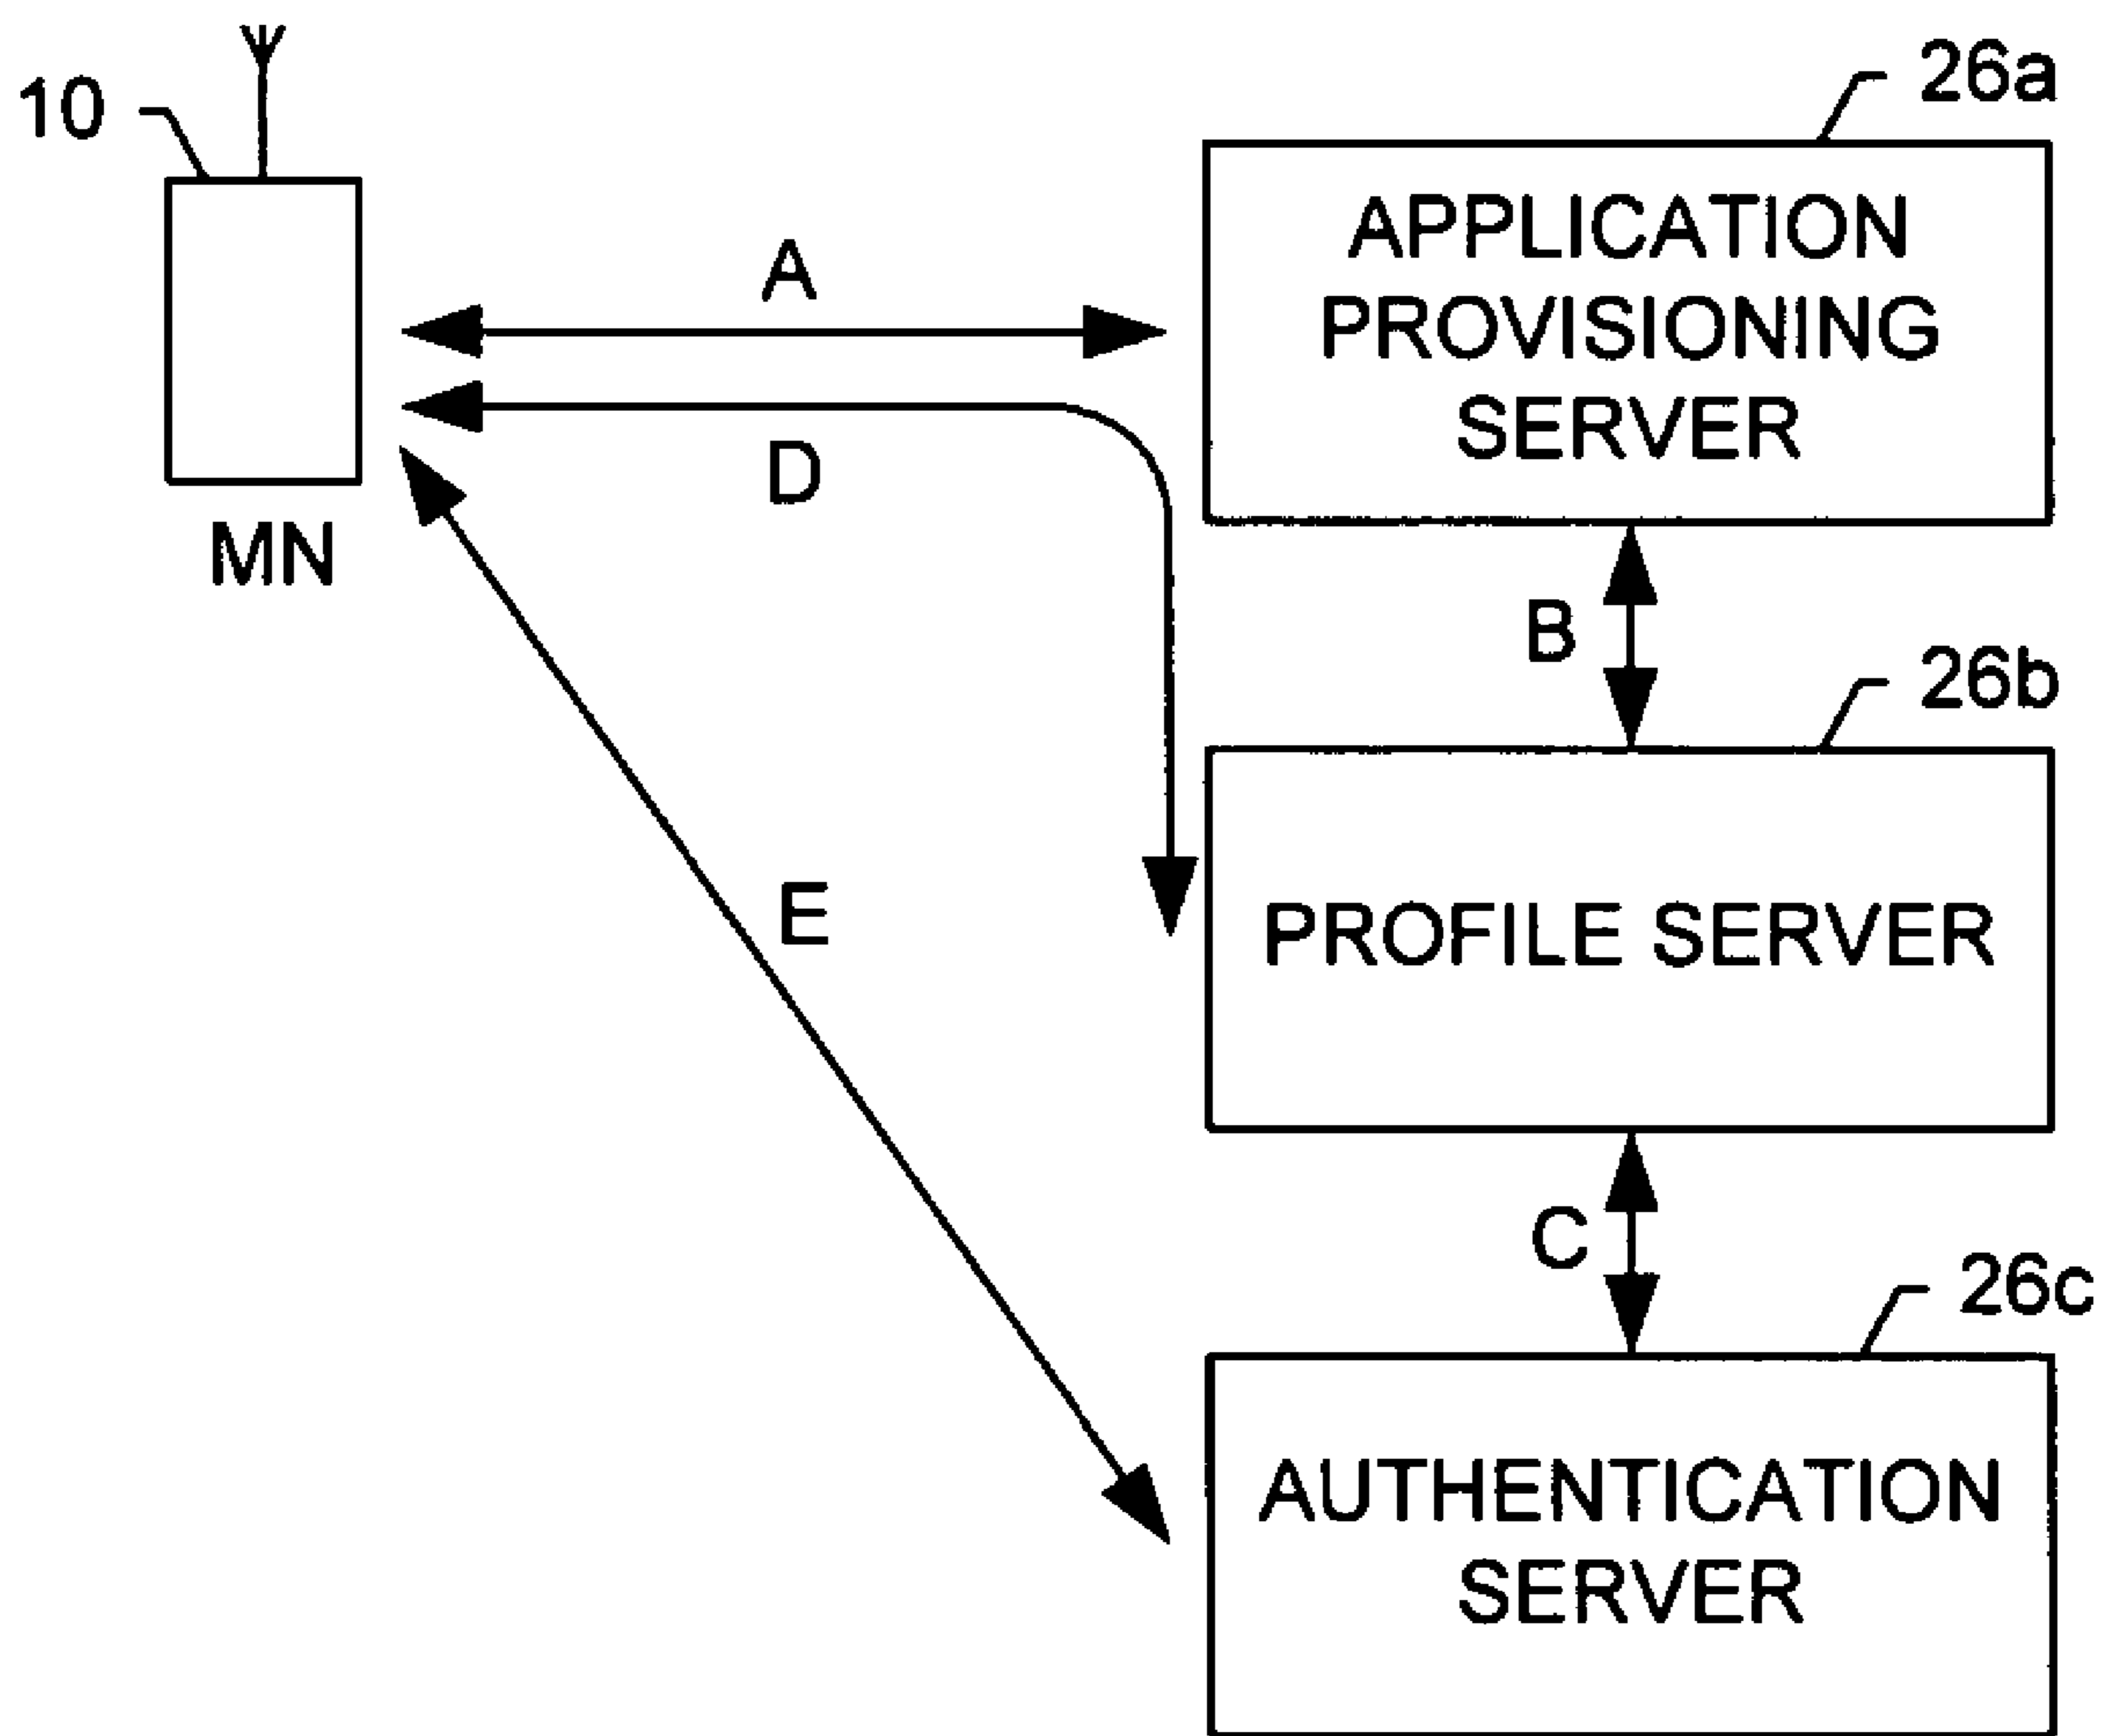 10
26a
APPLICATION
PROVISIONING
SERVER
A
D
MN
B
26b
E
PROFILE SERVER
C
26c
AUTHENTICATION
SERVER